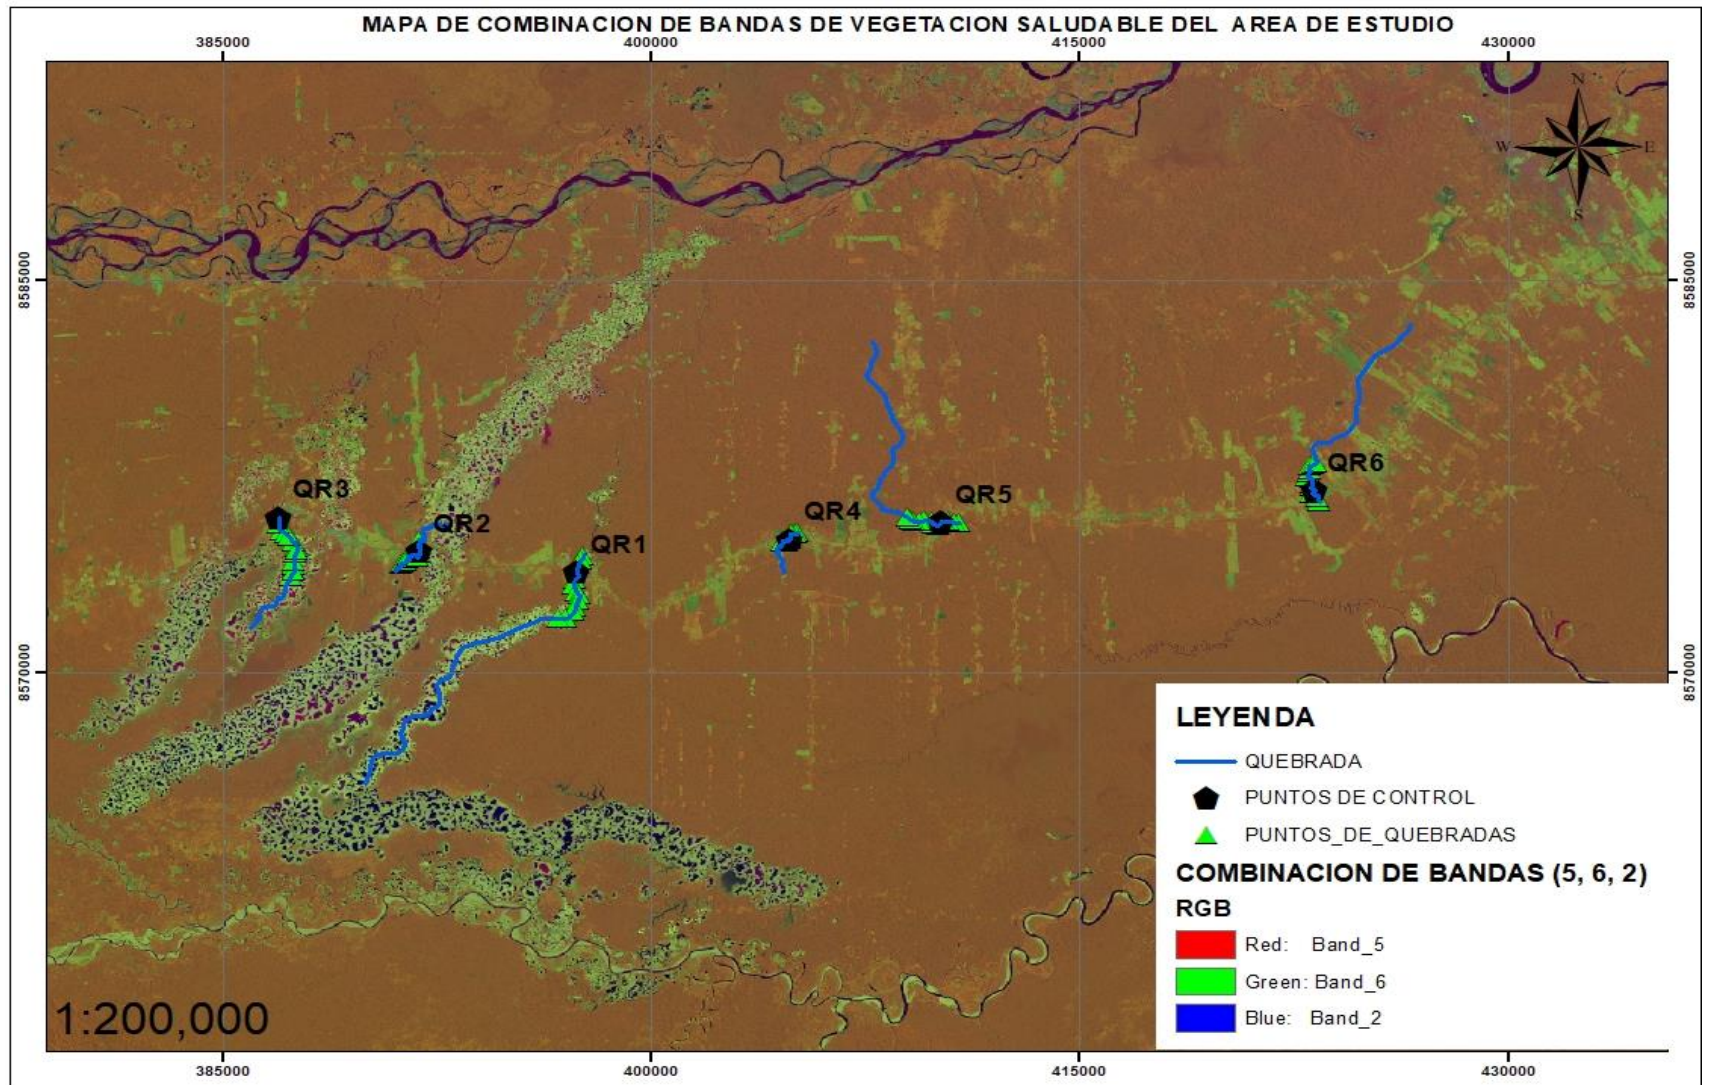 MAPA DE COMBINACION DE BANDAS DE VEGETACION SALUDABLE DEL AREA DE ESTUDIO
385000 400000 415000 430000
N
W E
S
8585000 8585000
QR3
QR2
QR1
QR4
QR5
QR6
8570000 8570000
LEYENDA
QUEBRADA
PUNTOS DE CONTROL
PUNTOS_DE_QUEBRADAS
COMBINACION DE BANDAS (5, 6, 2)
RGB
Red: Band_5
Green: Band_6
Blue: Band_2
1:200,000
385000 400000 415000 430000